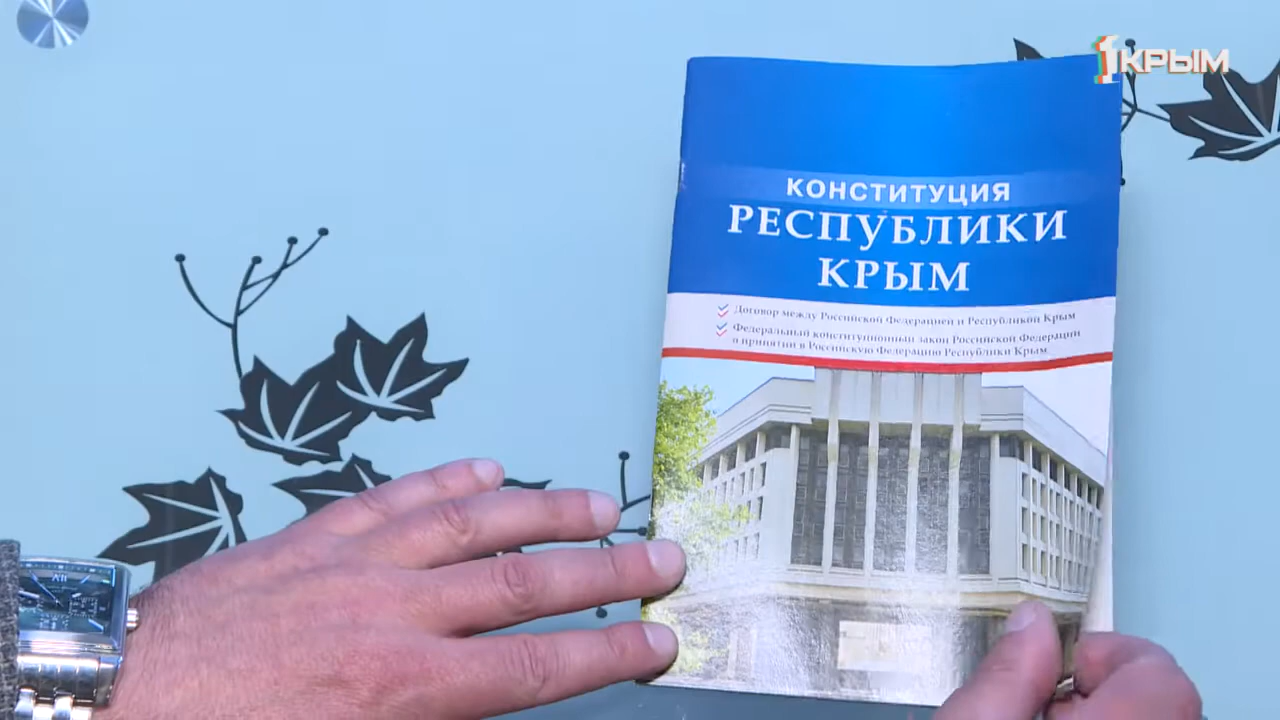 1КРЫМ
КОНСТИТУЦИЯ
РЕСПУБЛИКИ
КРЫМ
Договор между Российской Федерацией и Республикой Крым
Федеральный конституционный закон Российской Федерации
о принятии в Российскую Федерацию Республики Крым
VII